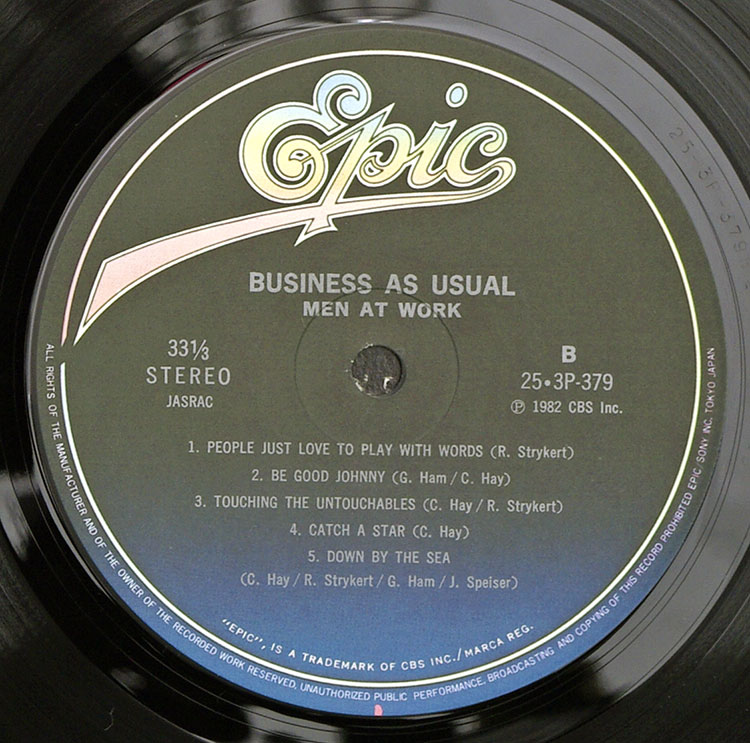 Epic
BUSINESS AS USUAL
MEN AT WORK
33⅓
STEREO
JASRAC
B
25•3P-379
Ⓟ 1982 CBS Inc.
1. PEOPLE JUST LOVE TO PLAY WITH WORDS (R. Strykert)
2. BE GOOD JOHNNY (G. Ham / C. Hay)
3. TOUCHING THE UNTOUCHABLES (C. Hay / R. Strykert)
4. CATCH A STAR (C. Hay)
5. DOWN BY THE SEA
(C. Hay / R. Strykert / G. Ham / J. Speiser)
"EPIC", IS A TRADEMARK OF CBS INC./MARCA REG.
ALL RIGHTS OF THE MANUFACTURER AND OF THE OWNER OF THE RECORDED WORK RESERVED, UNAUTHORIZED PUBLIC PERFORMANCE, BROADCASTING AND COPYING OF THIS RECORD PROHIBITED EPIC SONY INC. TOKYO JAPAN
25 3P-379